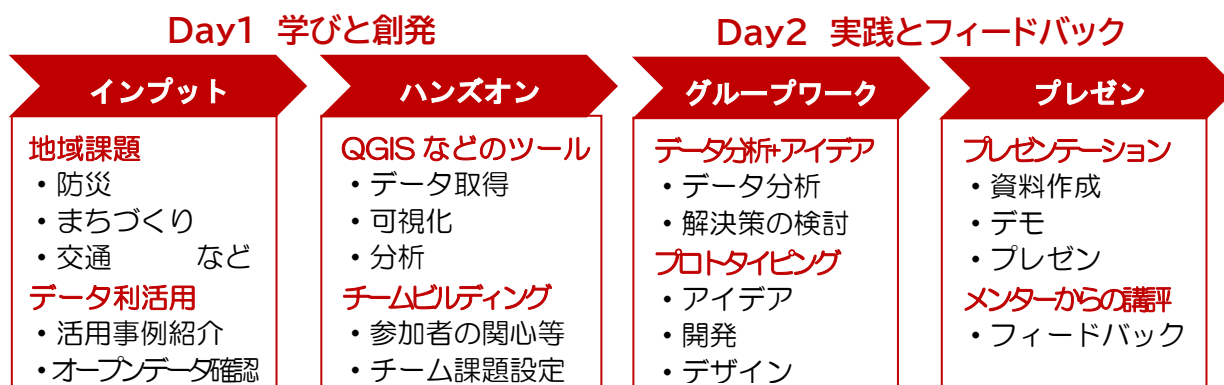 Day1 学びと創発
Day2 実践とフィードバック
インプット
地域課題
・防災
・まちづくり
・交通 など
データ利活用
・活用事例紹介
・オープンデータ確認
ハンズオン
QGIS などのツール
・データ取得
・可視化
・分析
チームビルディング
・参加者の関心等
・チーム課題設定
グループワーク
データ分析+アイデア
・データ分析
・解決策の検討
プロトタイピング
・アイデア
・開発
・デザイン
プレゼン
プレゼンテーション
・資料作成
・デモ
・プレゼン
メンターからの講評
・フィードバック